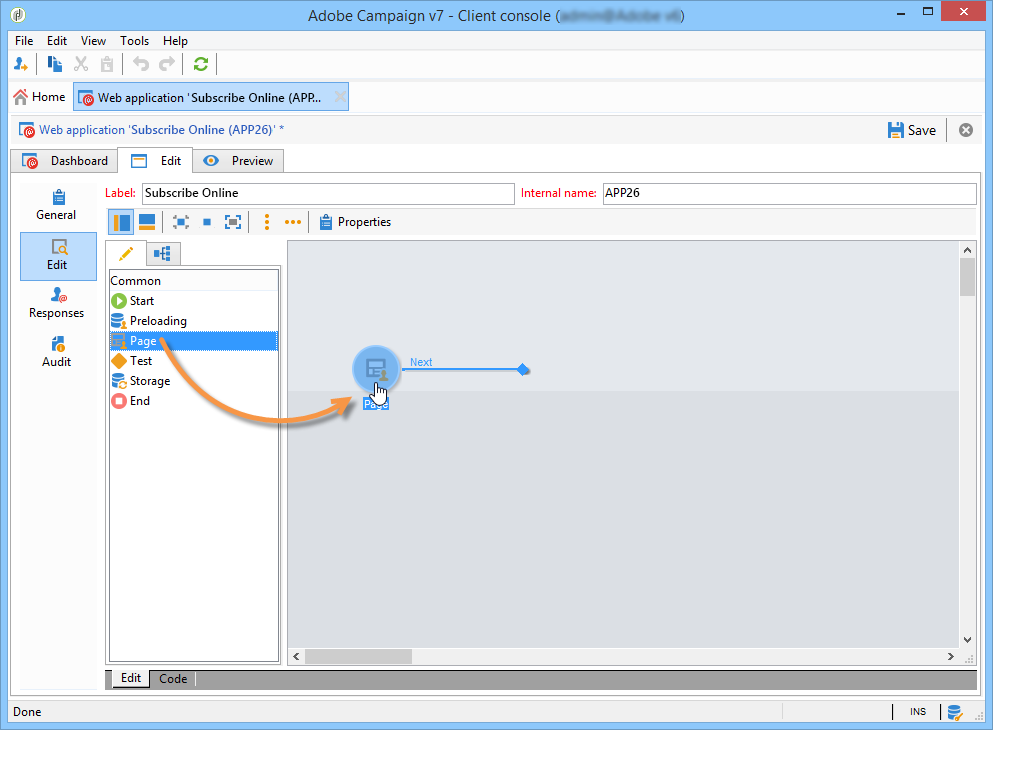 Adobe Campaign v7 - Client console (
File Edit View Tools Help
Home Web application 'Subscribe Online (APP...
Web application 'Subscribe Online (APP26)' * Save
Dashboard Edit Preview
Label: Subscribe Online Internal name: APP26
General
Properties
Edit
Common
Start
Preloading
Responses
Page
Test
Audit
Next
Storage
End
Page
Edit Code
Done INS